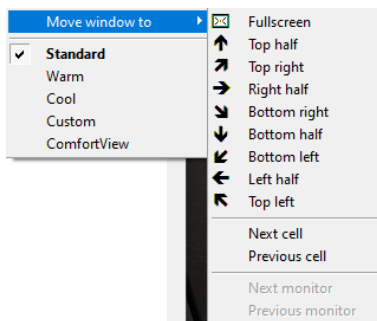 Move window to
Standard
Warm
Cool
Custom
ComfortView
Fullscreen
Top half
Top right
Right half
Bottom right
Bottom half
Bottom left
Left half
Top left
Next cell
Previous cell
Next monitor
Previous monitor